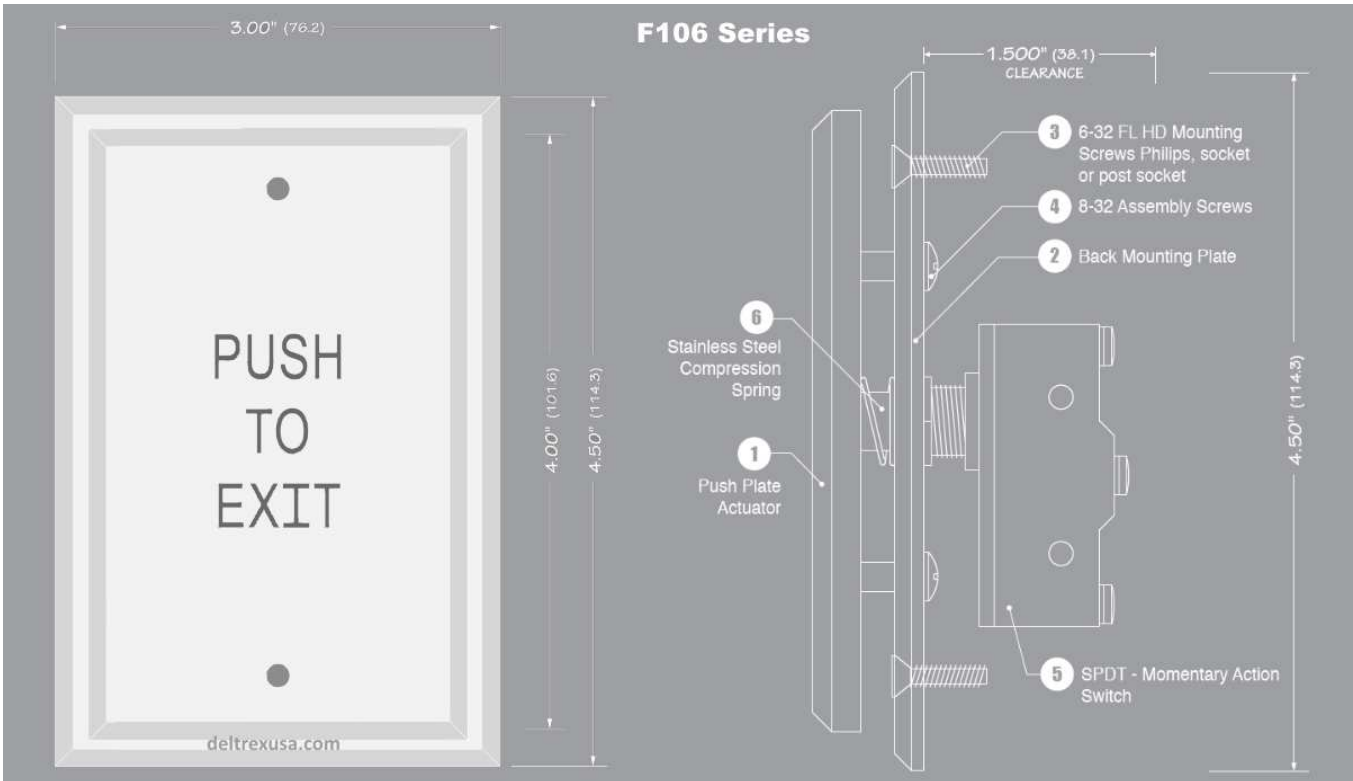 F106 Series
3.00" (76.2)
PUSH
TO
EXIT
4.00" (101.6)
4.50" (114.3)
deltrexusa.com
1.500" (38.1)
CLEARANCE
3 6-32 FL HD Mounting
Screws Philips, socket
or post socket
4 8-32 Assembly Screws
2 Back Mounting Plate
6
Stainless Steel
Compression
Spring
1
Push Plate
Actuator
4.50" (114.3)
5 SPDT - Momentary Action
Switch